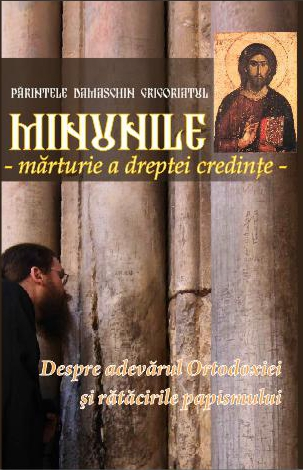 PĂRINTELE DAMASCHIN GRIGORIATUL
MINUNILE
- mărturie a dreptei credințe -
Despre adevărul Ortodoxiei
și rătăcirile papismului